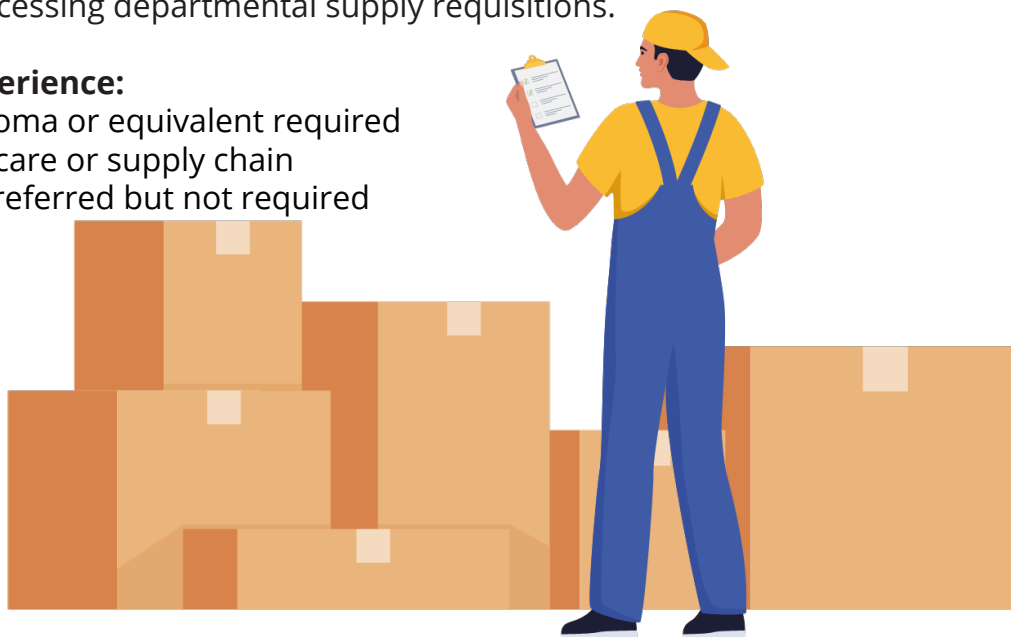 cessing departmental supply requisitions.
erience:
oma or equivalent required
care or supply chain
referred but not required